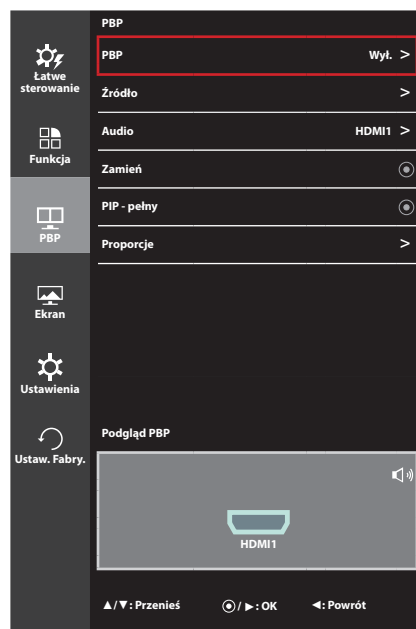 Łatwe
sterowanie
Funkcja
PBP
Ekran
Ustawienia
Ustaw. Fabry.
PBP
PBP Wył. >
Źródło >
Audio HDMI1 >
Zamień
PIP - pełny
Proporcje >
Podgląd PBP
HDMI1
▲/▼: Przenieś ⦿/ ►: OK ◄: Powrót